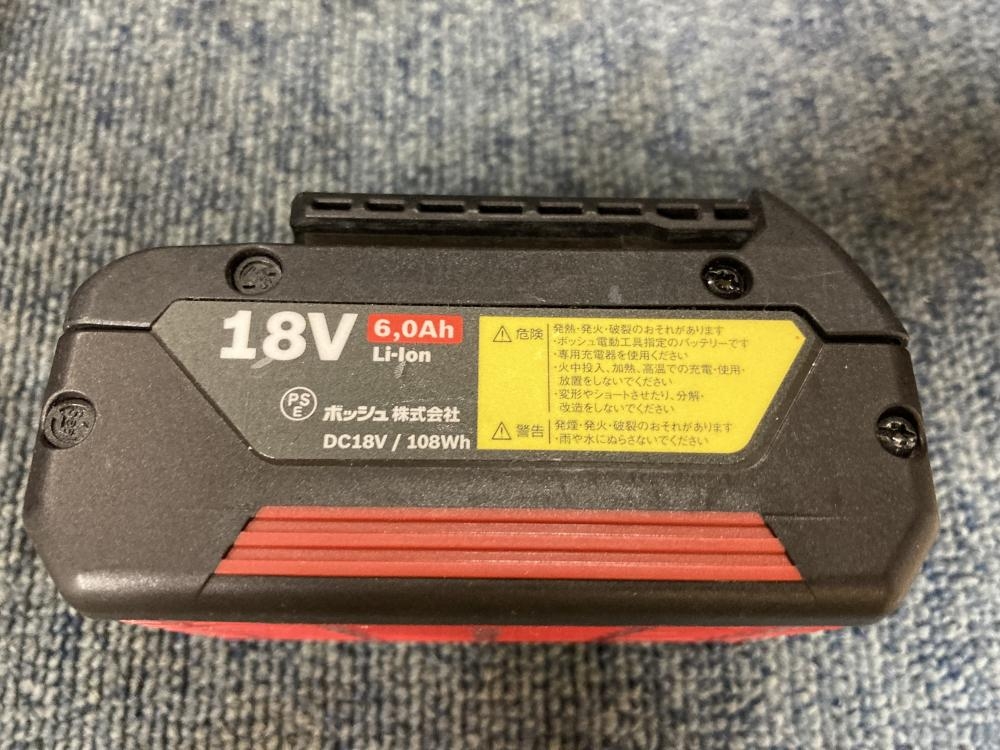 18V 6,0Ah
Li-Ion
PS
E
ボッシュ 株式会社
DC18V / 108Wh
危険
発熱・発火・破裂のおそれがあります
・ボッシュ電動工具指定のバッテリーです
・専用充電器を使用ください
・火中投入、加熱、高温での充電・使用・
放置をしないでください
・変形やショートさせたり、分解・
改造をしないでください
警告
発煙・発火・破裂のおそれがあります
・雨や水にぬらさないでください